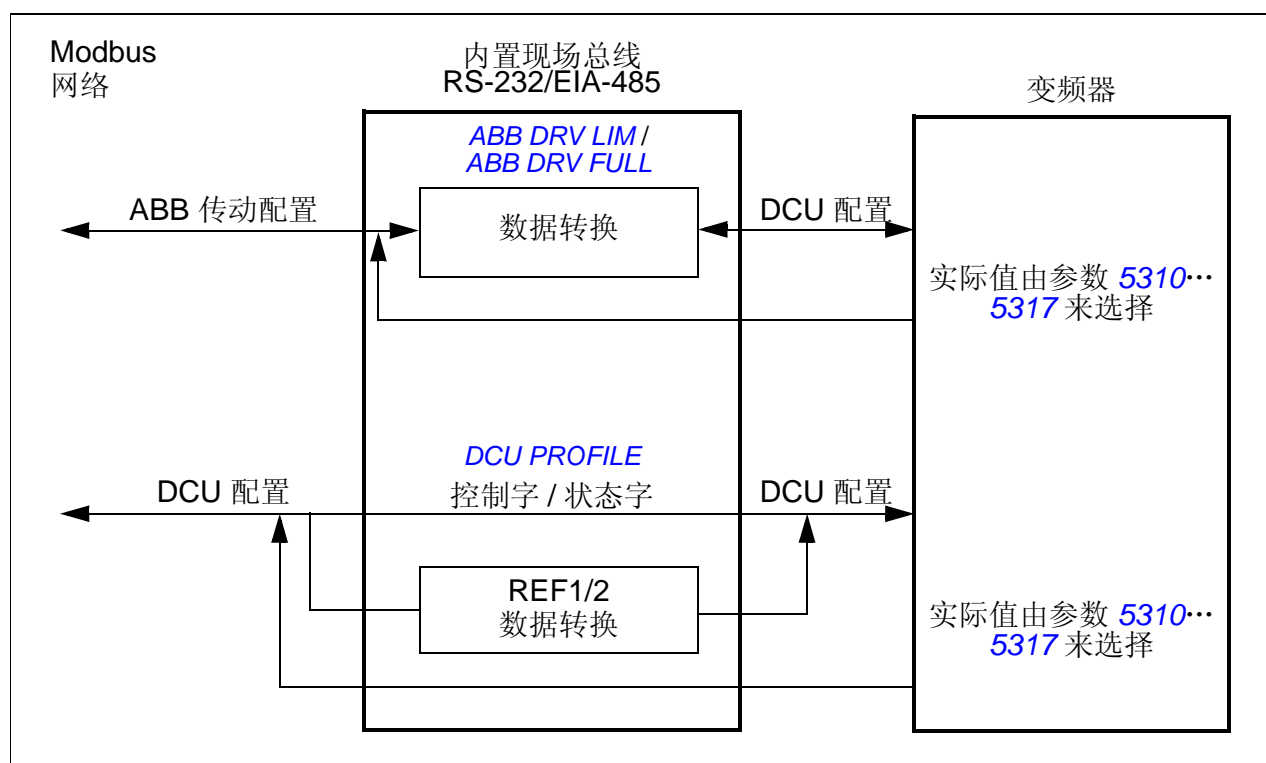 Modbus
网络
内置现场总线
RS-232/EIA-485
变频器
ABB DRV LIM /
ABB DRV FULL
ABB 传动配置
数据转换
DCU 配置
实际值由参数 5310…
5317 来选择
DCU PROFILE
DCU 配置
控制字 / 状态字
DCU 配置
REF1/2
数据转换
实际值由参数 5310…
5317 来选择